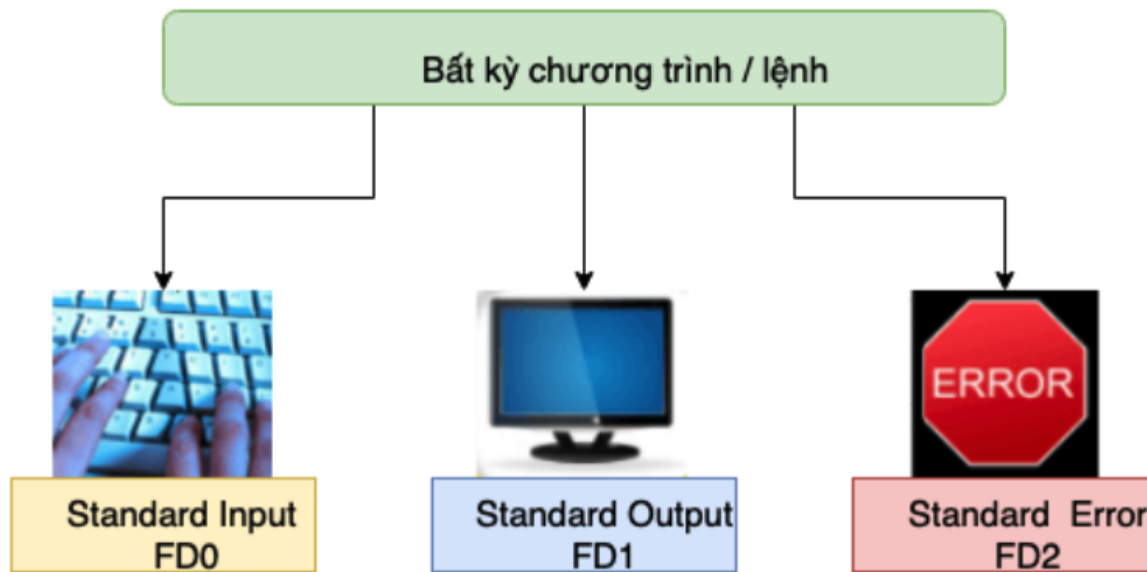 Bất kỳ chương trình / lệnh
ERROR
Standard Input
FD0
Standard Output
FD1
Standard Error
FD2